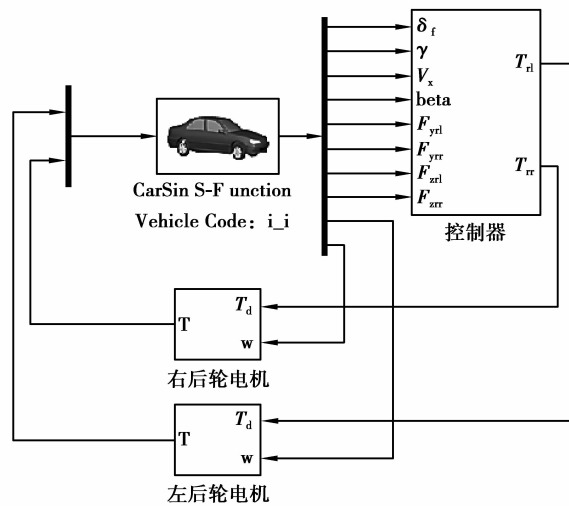 δf
γ
Vx
beta
Fyrl
Fyrr
Fzrl
Fzrr
Trl
Trr
控制器
CarSin S-F unction
Vehicle Code：i_i
T
Td
w
右后轮电机
T
Td
w
左后轮电机